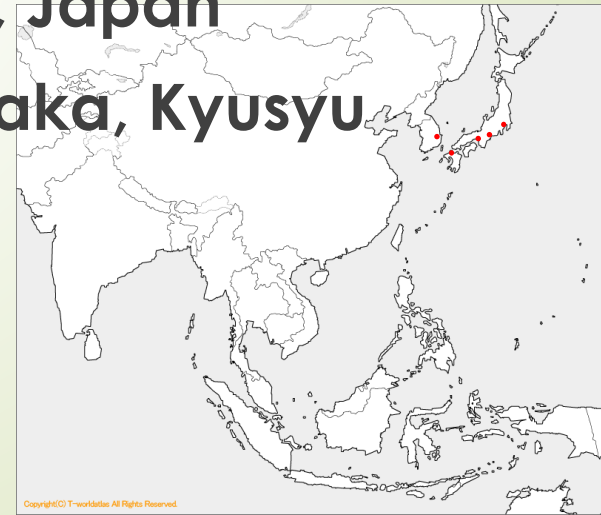 , Japan
aka, Kyusyu
Copyright(C) T-worldatlas All Rights Reserved.